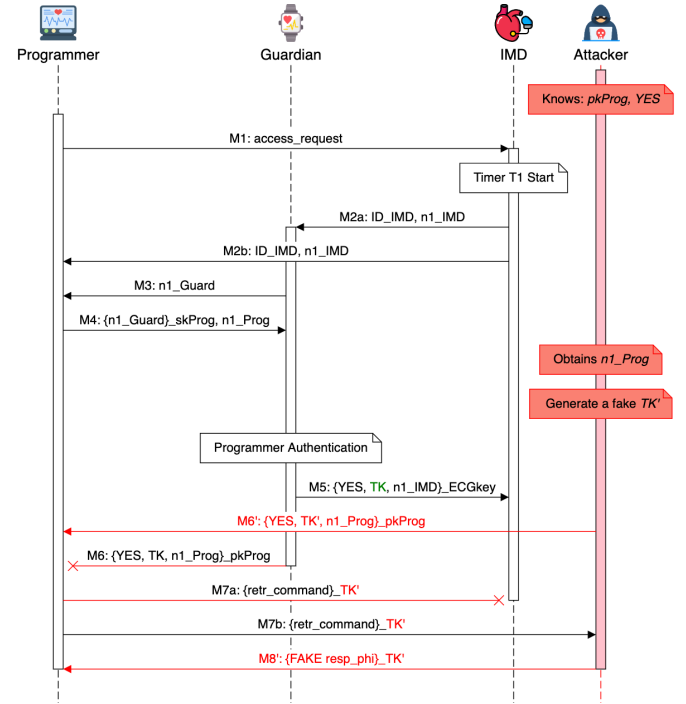 Programmer
Guardian
IMD
Attacker
Knows: pkProg, YES
M1: access_request
Timer T1 Start
M2a: ID_IMD, n1_IMD
M2b: ID_IMD, n1_IMD
M3: n1_Guard
M4: {n1_Guard}_skProg, n1_Prog
Obtains n1_Prog
Generate a fake TK'
Programmer Authentication
M5: {YES, TK, n1_IMD}_ECGkey
M6': {YES, TK', n1_Prog}_pkProg
M6: {YES, TK, n1_Prog}_pkProg
M7a: {retr_command}_TK'
M7b: {retr_command}_TK'
M8': {FAKE resp_phi}_TK'